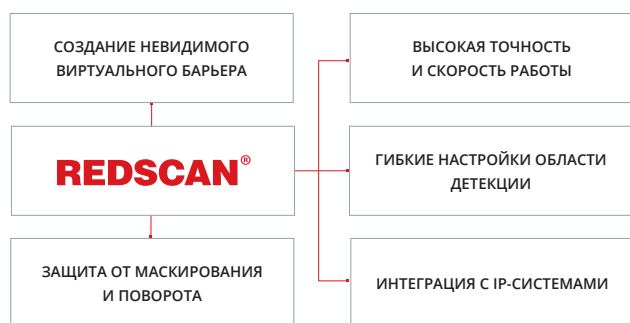 СОЗДАНИЕ НЕВИДИМОГО
ВИРТУАЛЬНОГО БАРЬЕРА
REDSCAN®
ЗАЩИТА ОТ МАСКИРОВАНИЯ
И ПОВОРОТА
ВЫСОКАЯ ТОЧНОСТЬ
И СКОРОСТЬ РАБОТЫ
ГИБКИЕ НАСТРОЙКИ ОБЛАСТИ
ДЕТЕКЦИИ
ИНТЕГРАЦИЯ С IP-СИСТЕМАМИ